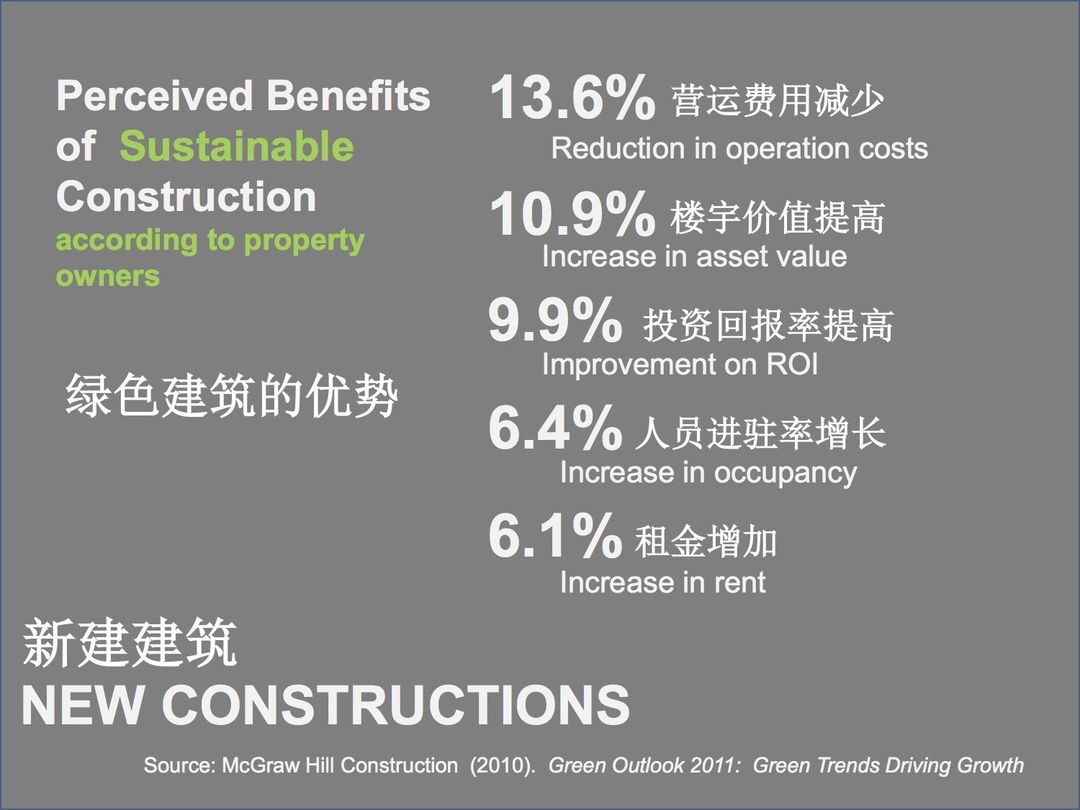 Perceived Benefits
of Sustainable
Construction
according to property
owners
绿色建筑的优势
13.6% 营运费用减少
Reduction in operation costs
10.9% 楼宇价值提高
Increase in asset value
9.9% 投资回报率提高
Improvement on ROI
6.4% 人员进驻率增长
Increase in occupancy
6.1% 租金增加
Increase in rent
新建建筑
NEW CONSTRUCTIONS
Source: McGraw Hill Construction (2010). Green Outlook 2011: Green Trends Driving Growth